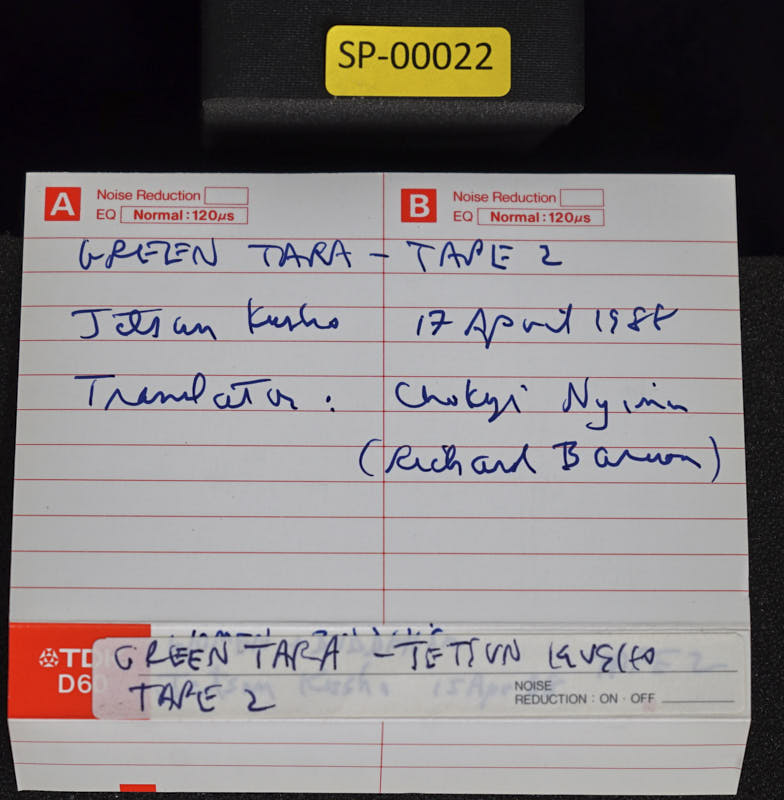 SP-00022
A Noise Reduction
EQ Normal : 120µs
B Noise Reduction
EQ Normal : 120µs
GREEN TARA - TAPE 2
Jetsun Kusho 17 April 1988
Translator : Chokyi Nyima
(Richard Barron)
TDK
D60
GREEN TARA - JETSUN KUSHO
TAPE 2
NOISE
REDUCTION : ON · OFF